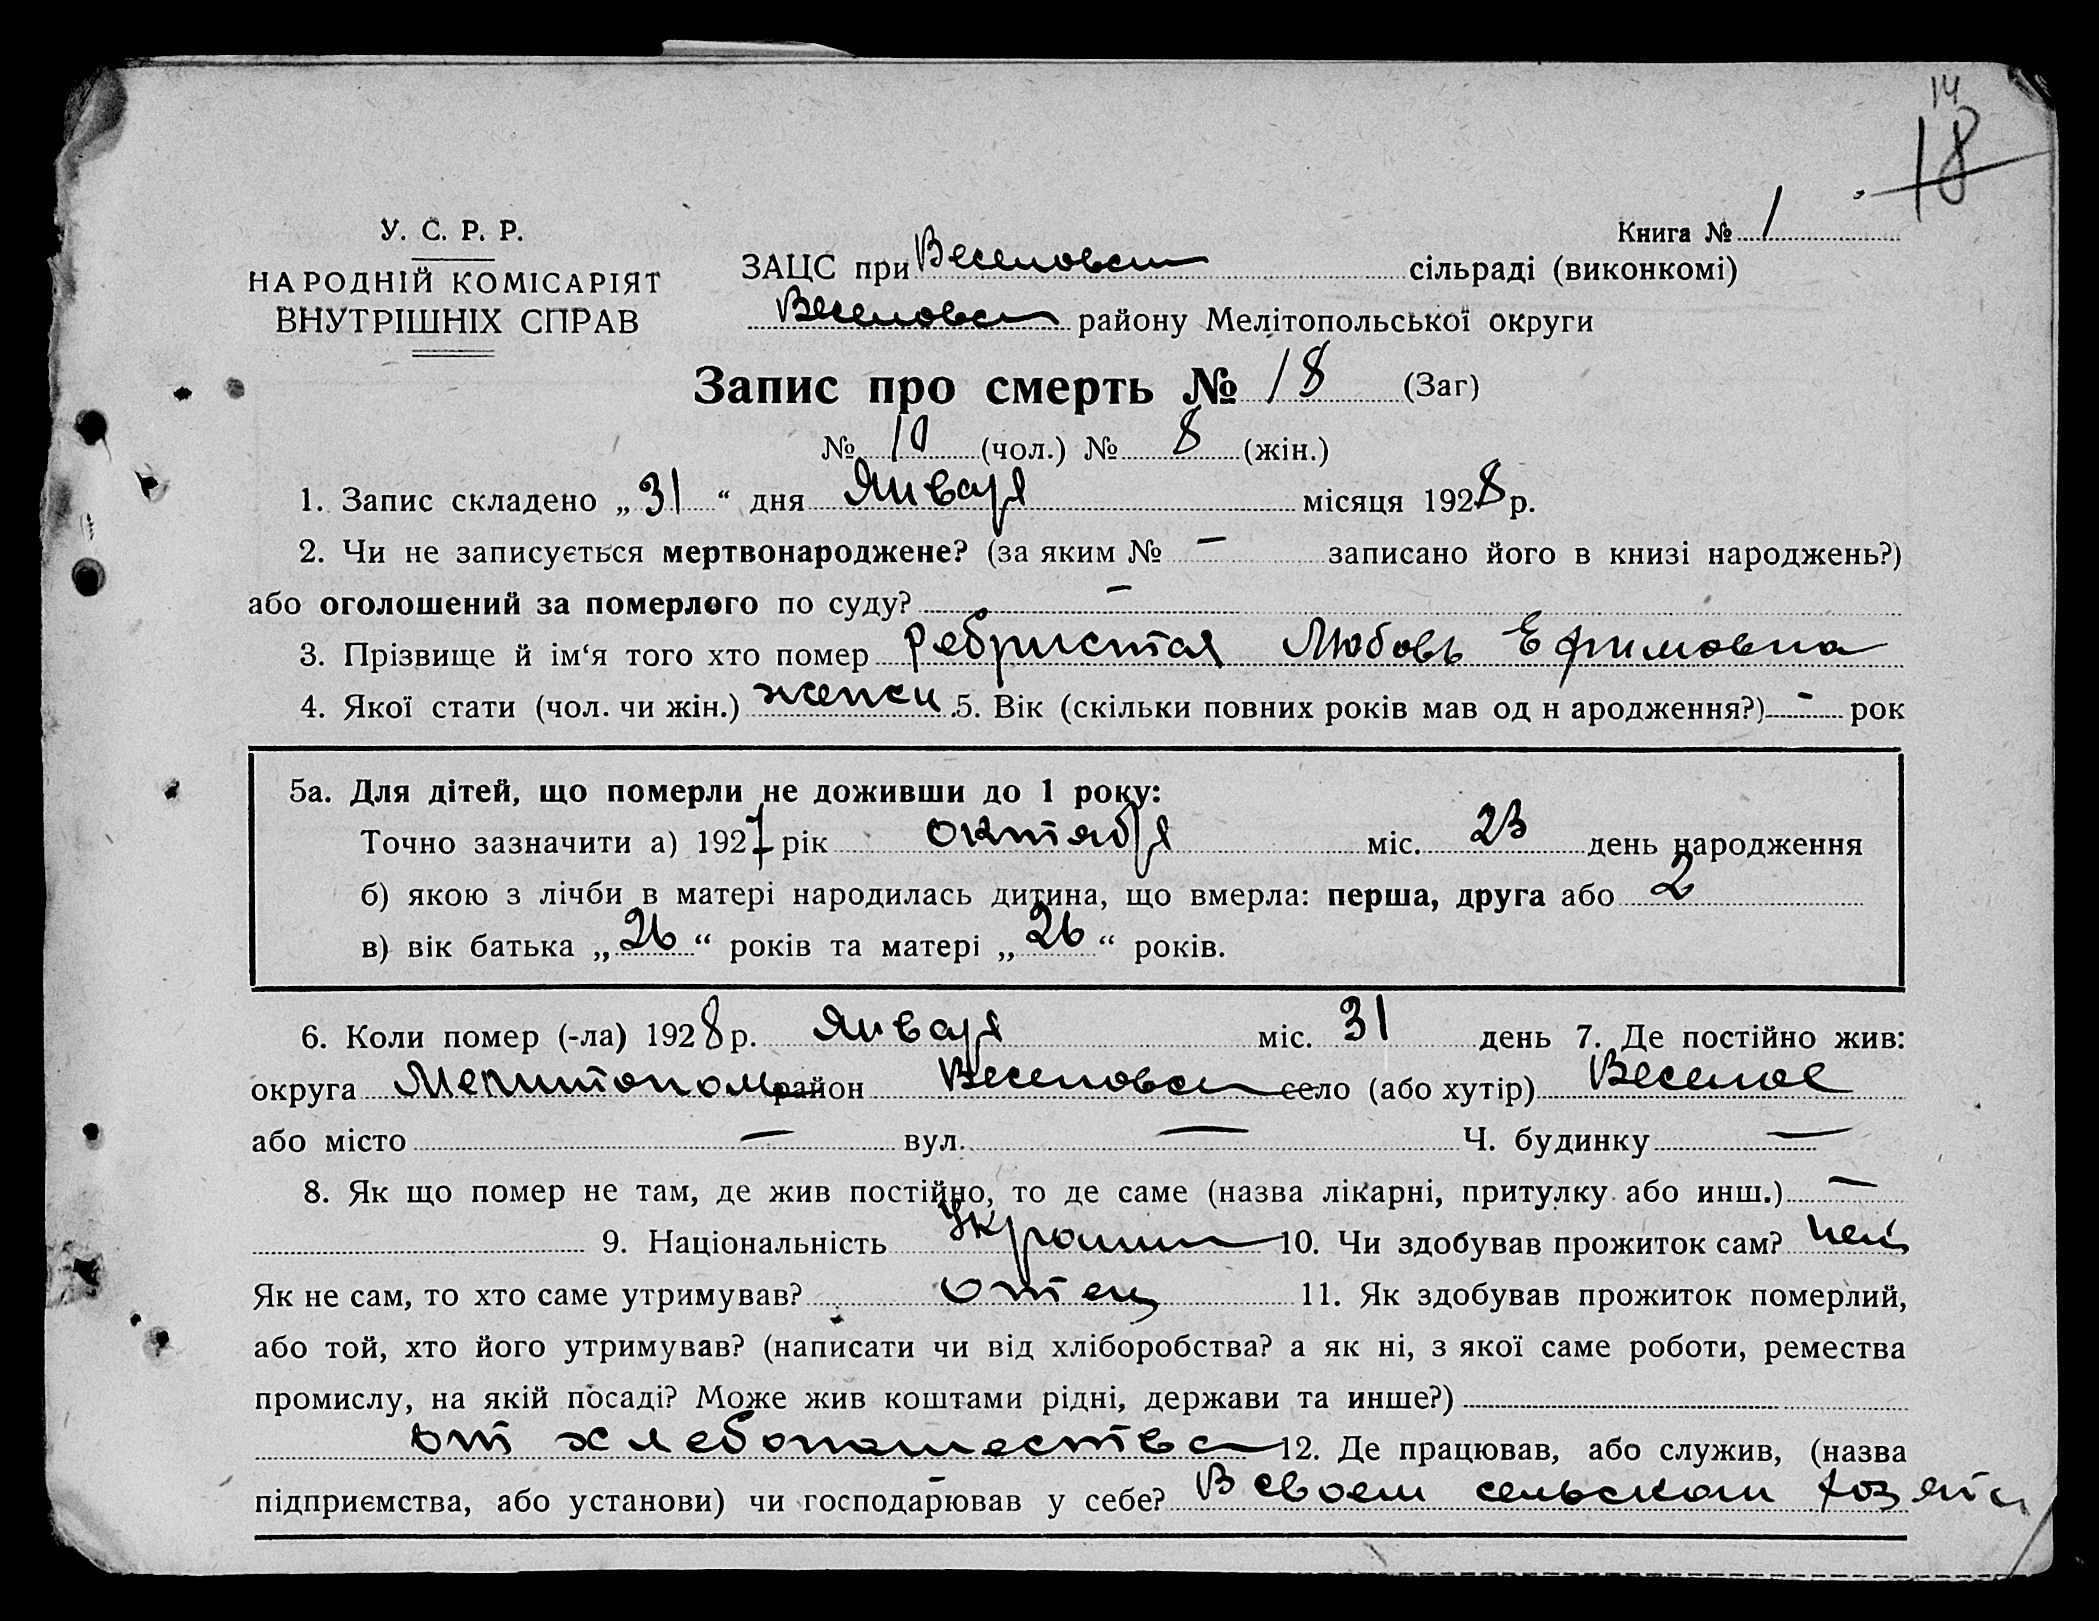 14
18
У. С. Р. Р.
НАРОДНІЙ КОМІСАРІЯТ
ВНУТРІШНІХ СПРАВ
Книга № 1
ЗАЦС при Веселовск сільраді (виконкомі)
Веселовск району Мелітопольської округи
Запис про смерть № 18 (Заг)
№ 10 (чол.) № 8 (жін.)
1. Запис складено „31“ дня Января місяця 1928 р.
2. Чи не записується мертвонароджене? (за яким № — записано його в книзі народжень?)
або оголошений за померлого по суду? —
3. Прізвище й ім‘я того хто помер Ребристая Любовь Ефимовна
4. Якої стати (чол. чи жін.) женск 5. Вік (скільки повних років мав од н ародження?) - рок
5а. Для дітей, що померли не доживши до 1 року:
Точно зазначити а) 1927 рік октября міс. 23 день народження
б) якою з лічби в матері народилась дитина, що вмерла: перша, друга або 2
в) вік батька „26“ років та матері „26“ років.
6. Коли помер (-ла) 1928 р. Января міс. 31 день 7. Де постійно жив:
округа Мелитопол район Веселовск село (або хутір) Веселое
або місто — вул. — Ч. будинку —
8. Як що помер не там, де жив постійно, то де саме (назва лікарні, притулку або инш.) —
9. Національність Украин 10. Чи здобував прожиток сам? нет
Як не сам, то хто саме утримував? отец 11. Як здобував прожиток померлий,
або той, хто його утримував? (написати чи від хліборобства? а як ні, з якої саме роботи, ремества
промислу, на якій посаді? Може жив коштами рідні, держави та инше?)
от хлебопашества 12. Де працював, або служив, (назва
підприємства, або установи) чи господарював у себе? В своем сельском хозяйс